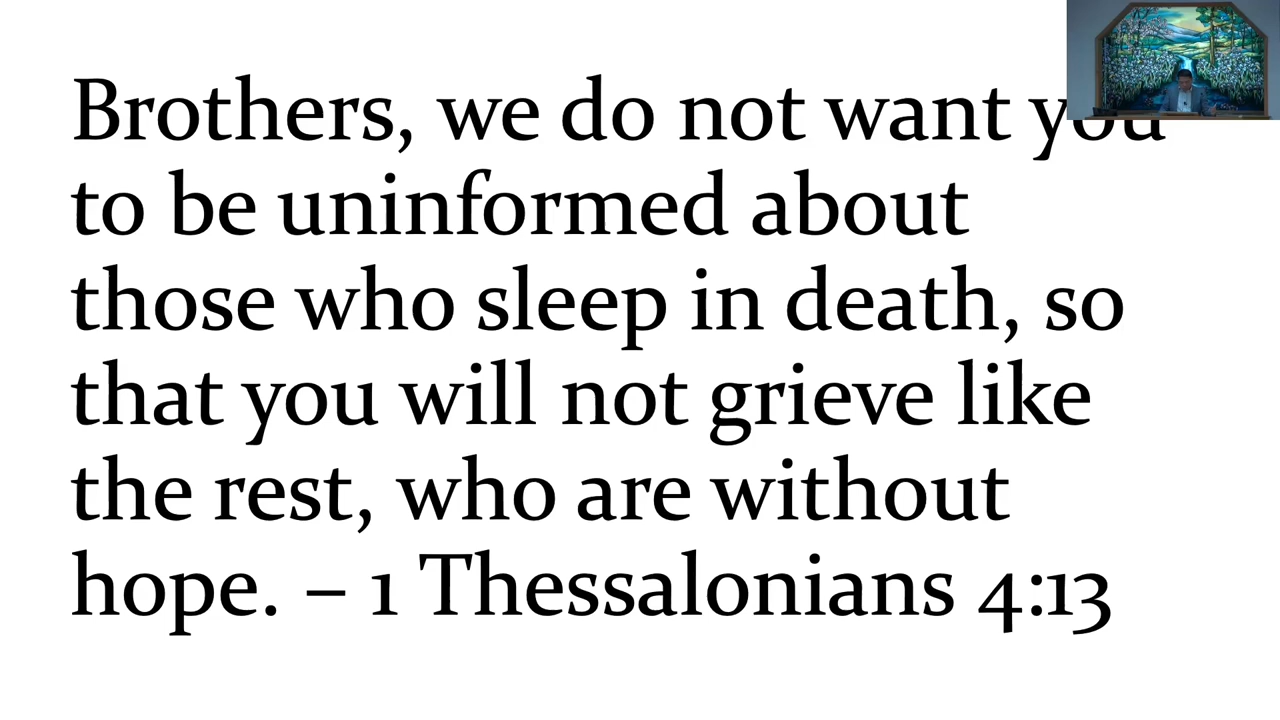 Brothers, we do not want you
to be uninformed about
those who sleep in death, so
that you will not grieve like
the rest, who are without
hope. – 1 Thessalonians 4:13